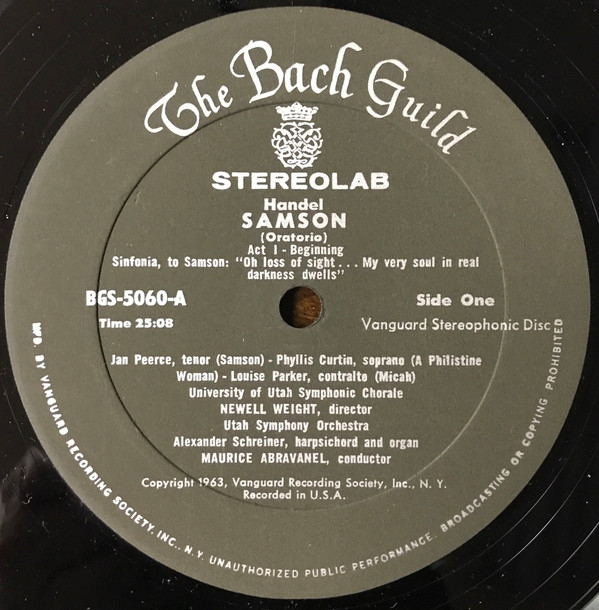 The Bach Guild
STEREOLAB
Handel
SAMSON
(Oratorio)
Act I - Beginning
Sinfonia, to Samson: "Oh loss of sight . . . My very soul in real
darkness dwells"
BGS-5060-A
Side One
Time 25:08
Vanguard Stereophonic Disc
Jan Peerce, tenor (Samson) - Phyllis Curtin, soprano (A Philistine
Woman) - Louise Parker, contralto (Micah)
University of Utah Symphonic Chorale
NEWELL WEIGHT, director
Utah Symphony Orchestra
Alexander Schreiner, harpsichord and organ
MAURICE ABRAVANEL, conductor
Copyright 1963, Vanguard Recording Society, Inc., N. Y.
Recorded in U.S.A.
MFD. BY VANGUARD RECORDING SOCIETY, INC., N.Y. UNAUTHORIZED PUBLIC PERFORMANCE, BROADCASTING OR COPYING PROHIBITED